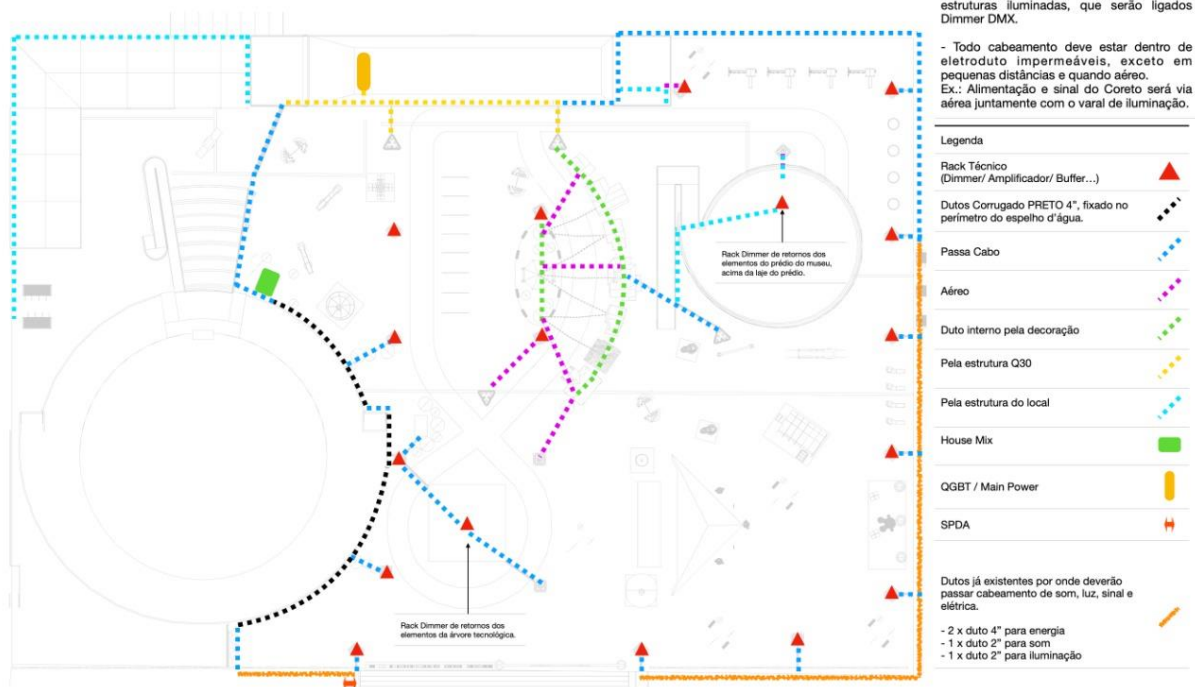 estruturas iluminadas, que serão ligados
Dimmer DMX.
- Todo cabeamento deve estar dentro de
eletroduto impermeáveis, exceto em
pequenas distâncias e quando aéreo.
Ex.: Alimentação e sinal do Coreto será via
aérea juntamente com o varal de iluminação.
Legenda
Rack Técnico
(Dimmer/ Amplificador/ Buffer...)
Dutos Corrugado PRETO 4", fixado no
perímetro do espelho d'água.
Passa Cabo
Aéreo
Duto interno pela decoração
Pela estrutura Q30
Pela estrutura do local
House Mix
QGBT / Main Power
SPDA
Dutos já existentes por onde deverão
passar cabeamento de som, luz, sinal e
elétrica.
- 2 x duto 4" para energia
- 1 x duto 2" para som
- 1 x duto 2" para iluminação
Rack Dimmer de retornos dos
elementos do prédio do museu,
acima da laje do prédio.
Rack Dimmer de retornos dos
elementos da árvore tecnológica.